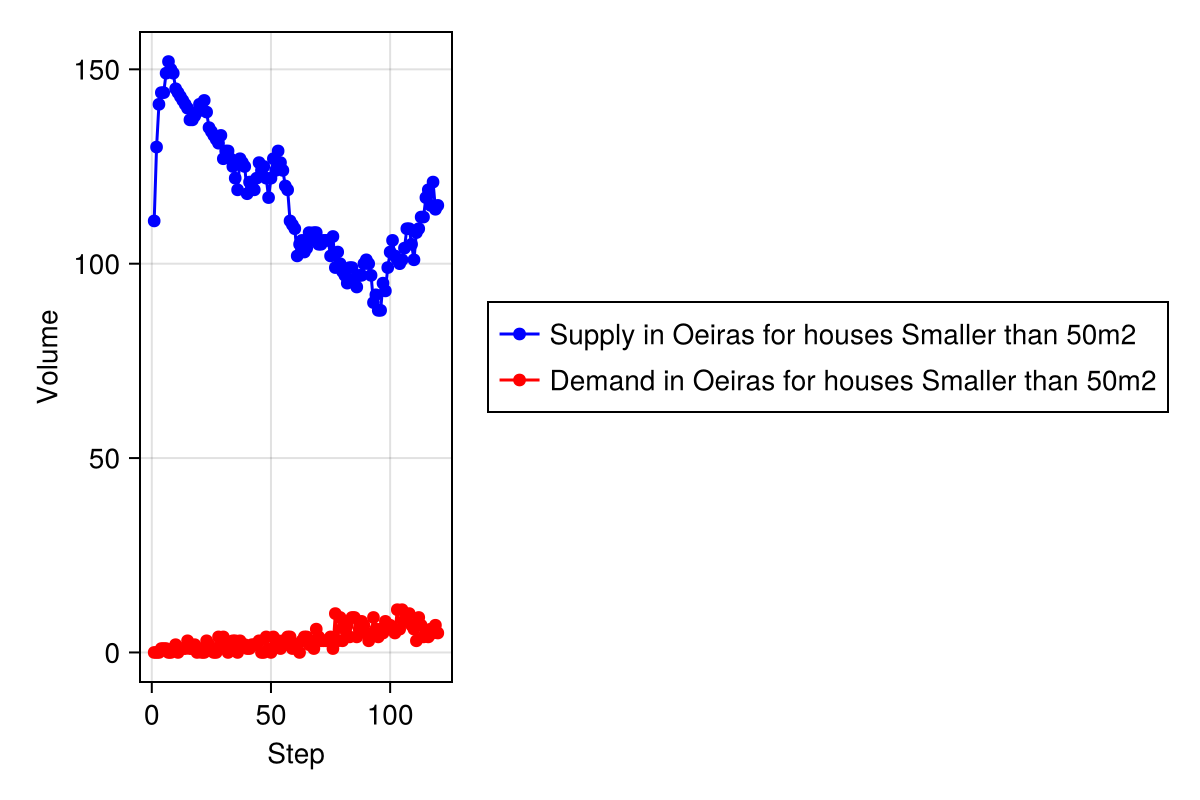 150
100
50
0
Volume
0 50 100
Step
Supply in Oeiras for houses Smaller than 50m2
Demand in Oeiras for houses Smaller than 50m2